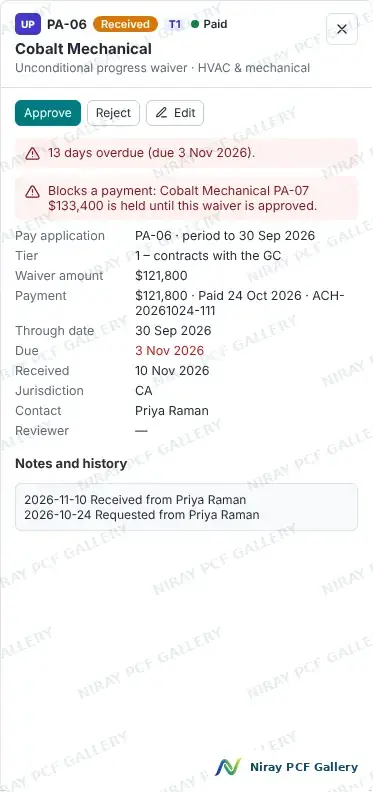 UP PA-06 Received T1 Paid
Cobalt Mechanical
Unconditional progress waiver · HVAC & mechanical
Approve Reject Edit
13 days overdue (due 3 Nov 2026).
Blocks a payment: Cobalt Mechanical PA-07
$133,400 is held until this waiver is approved.
Pay application PA-06 · period to 30 Sep 2026
Tier 1 – contracts with the GC
Waiver amount $121,800
Payment $121,800 · Paid 24 Oct 2026 · ACH-
20261024-111
Through date 30 Sep 2026
Due 3 Nov 2026
Received 10 Nov 2026
Jurisdiction CA
Contact Priya Raman
Reviewer —
Notes and history
2026-11-10 Received from Priya Raman
2026-10-24 Requested from Priya Raman
NIRAY PCF GALLERY
Niray PCF Gallery